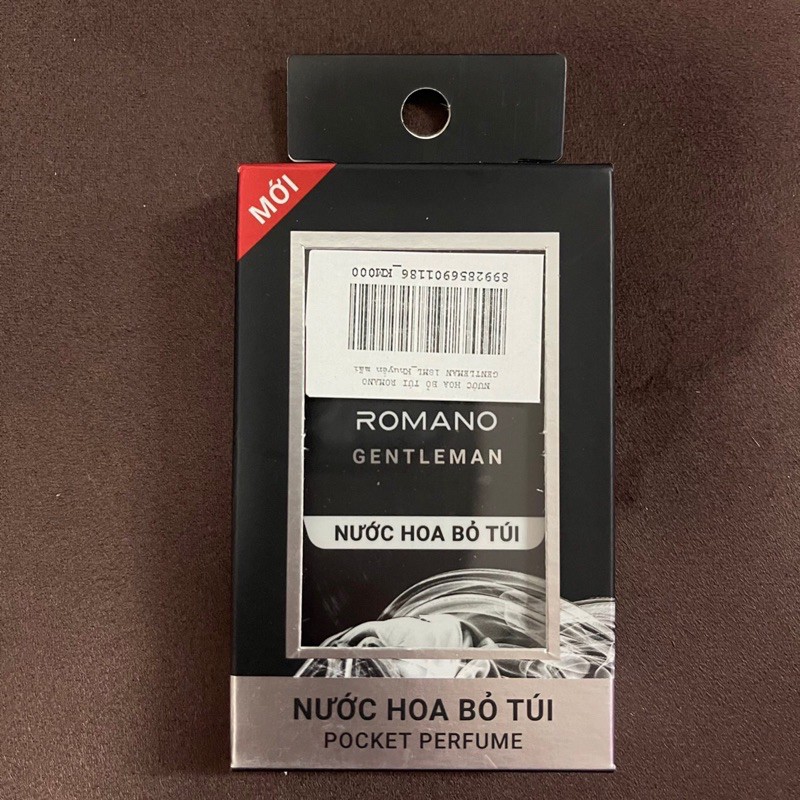 MỚI
8992856901186_KM000
NƯỚC HOA BỎ TÚI ROMANO
GENTLEMAN 18ML_Khuyến mãi
ROMANO
GENTLEMAN
NƯỚC HOA BỎ TÚI
NƯỚC HOA BỎ TÚI
POCKET PERFUME